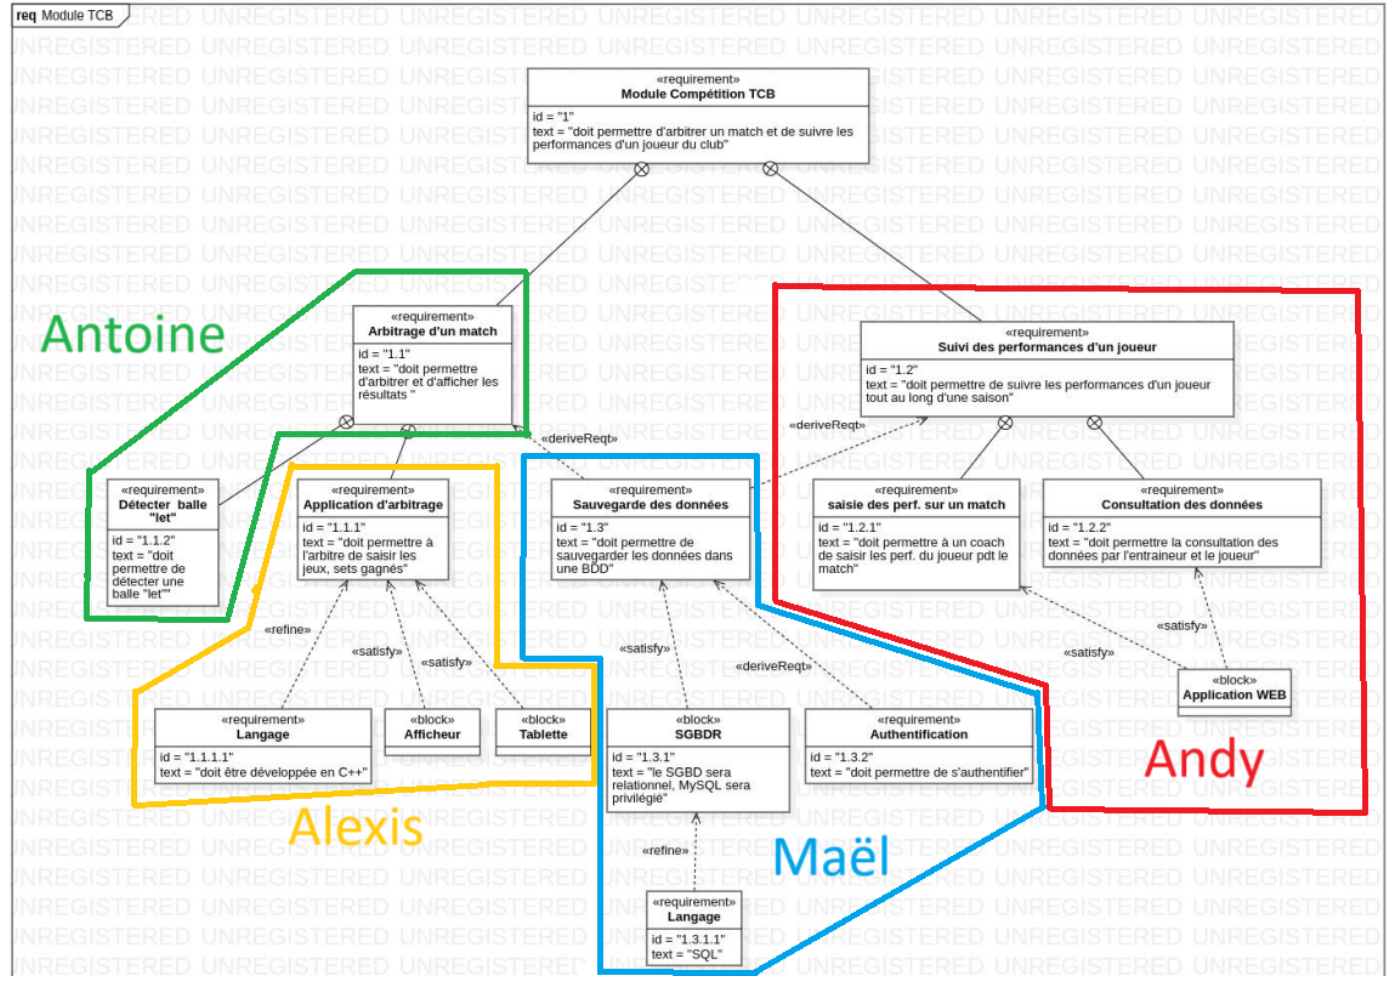 req Module TCB
«requirement»
Module Compétition TCB
id = "1"
text = "doit permettre d'arbitrer un match et de suivre les
performances d'un joueur du club"
Antoine
«requirement»
Arbitrage d'un match
id = "1.1"
text = "doit permettre
d'arbitrer et d'afficher les
résultats "
«requirement»
Suivi des performances d'un joueur
id = "1.2"
text = "doit permettre de suivre les performances d'un joueur
tout au long d'une saison"
«deriveReqt»
«deriveReqt»
«requirement»
Détecter balle
"let"
id = "1.1.2"
text = "doit
permettre de
détecter une
balle "let""
«requirement»
Application d'arbitrage
id = "1.1.1"
text = "doit permettre à
l'arbitre de saisir les
jeux, sets gagnés"
«requirement»
Sauvegarde des données
id = "1.3"
text = "doit permettre de
sauvegarder les données dans
une BDD"
«requirement»
saisie des perf. sur un match
id = "1.2.1"
text = "doit permettre à un coach
de saisir les perf. du joueur pdt le
match"
«requirement»
Consultation des données
id = "1.2.2"
text = "doit permettre la consultation des
données par l'entraineur et le joueur"
«refine»
«satisfy»
«satisfy»
«satisfy»
«deriveReqt»
«satisfy»
«satisfy»
«block»
Application WEB
«requirement»
Langage
id = "1.1.1.1"
text = "doit être développée en C++"
«block»
Afficheur
«block»
Tablette
«block»
SGBDR
id = "1.3.1"
text = "le SGBD sera
relationnel, MySQL sera
privilégié"
«requirement»
Authentification
id = "1.3.2"
text = "doit permettre de s'authentifier"
Andy
Alexis
Maël
«refine»
«requirement»
Langage
id = "1.3.1.1"
text = "SQL"